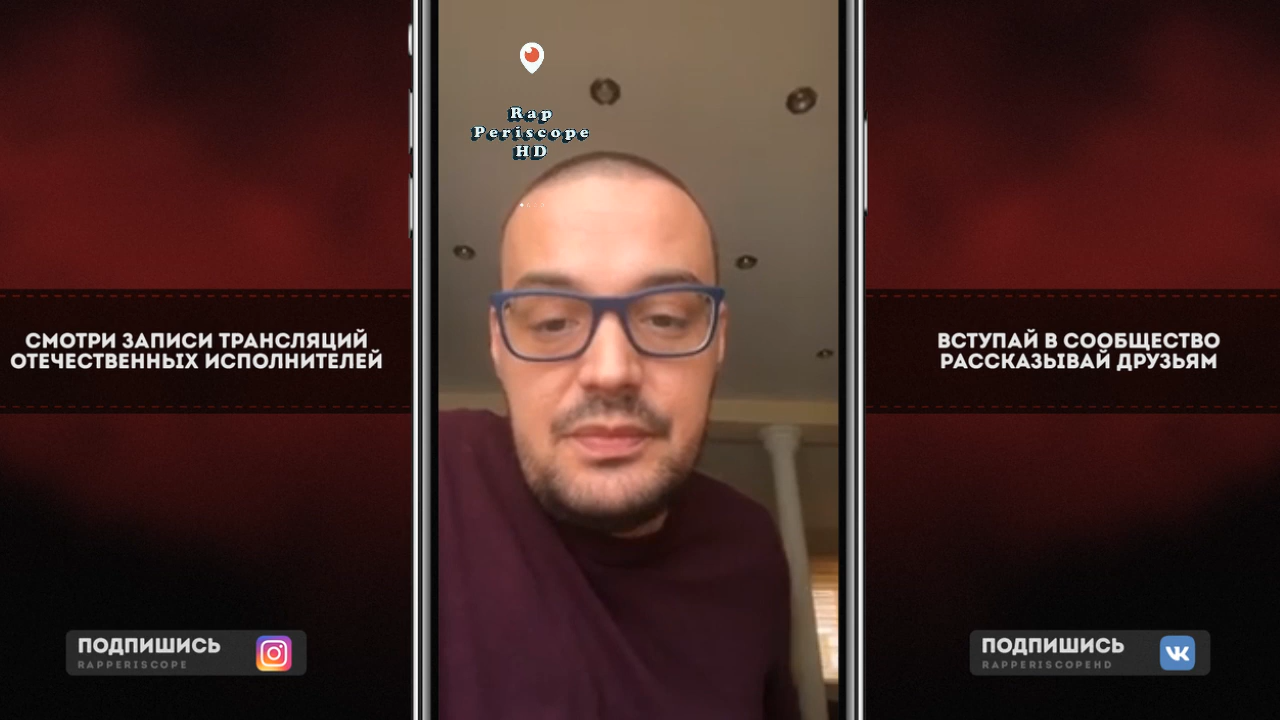 Rap
Periscope
HD
СМОТРИ ЗАПИСИ ТРАНСЛЯЦИЙ
ОТЕЧЕСТВЕННЫХ ИСПОЛНИТЕЛЕЙ
ВСТУПАЙ В СООБЩЕСТВО
РАССКАЗЫВАЙ ДРУЗЬЯМ
ПОДПИШИСЬ
RAPPERISCOPE
ПОДПИШИСЬ
RAPPERISCOPEHD